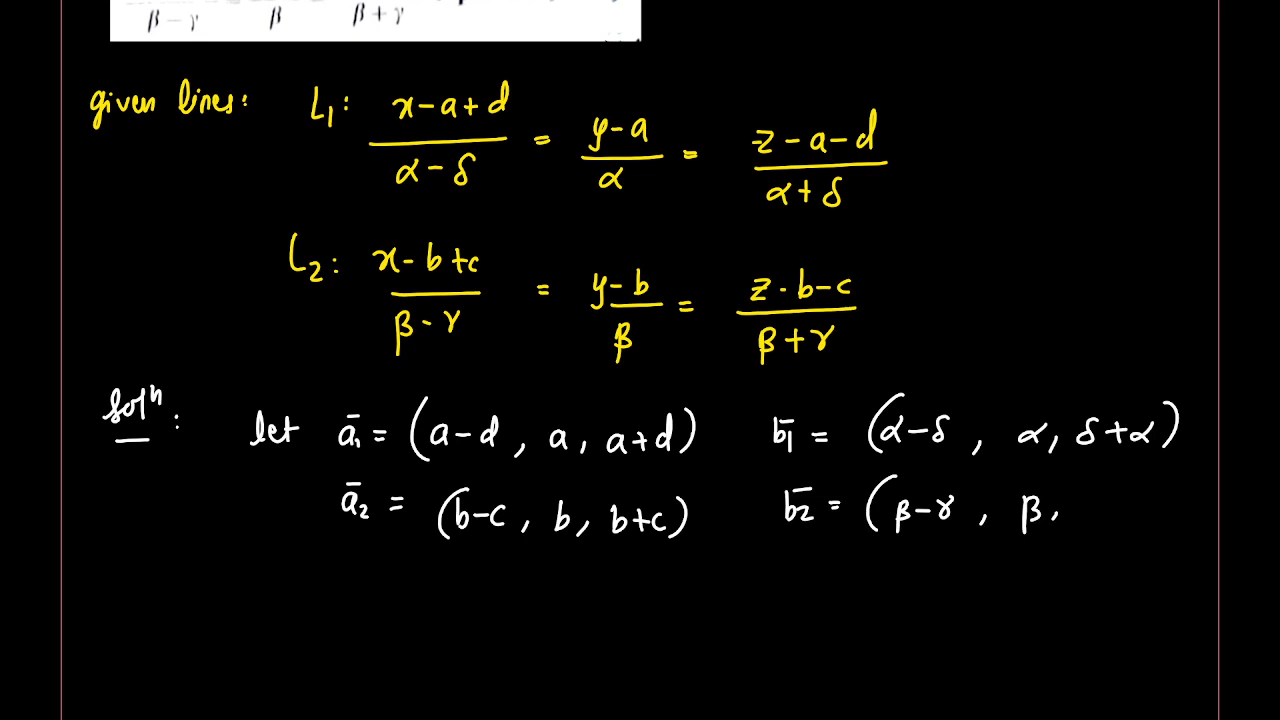 β − γ β β + γ
given lines: L₁: (x-a+d)/(α-δ) = (y-a)/α = (z-a-d)/(α+δ)
L₂: (x-b+c)/(β-γ) = (y-b)/β = (z-b-c)/(β+γ)
Solⁿ: let ā₁ = (a-d, a, a+d) b̄₁ = (α-δ, α, δ+α)
ā₂ = (b-c, b, b+c) b̄₂ = (β-γ, β,